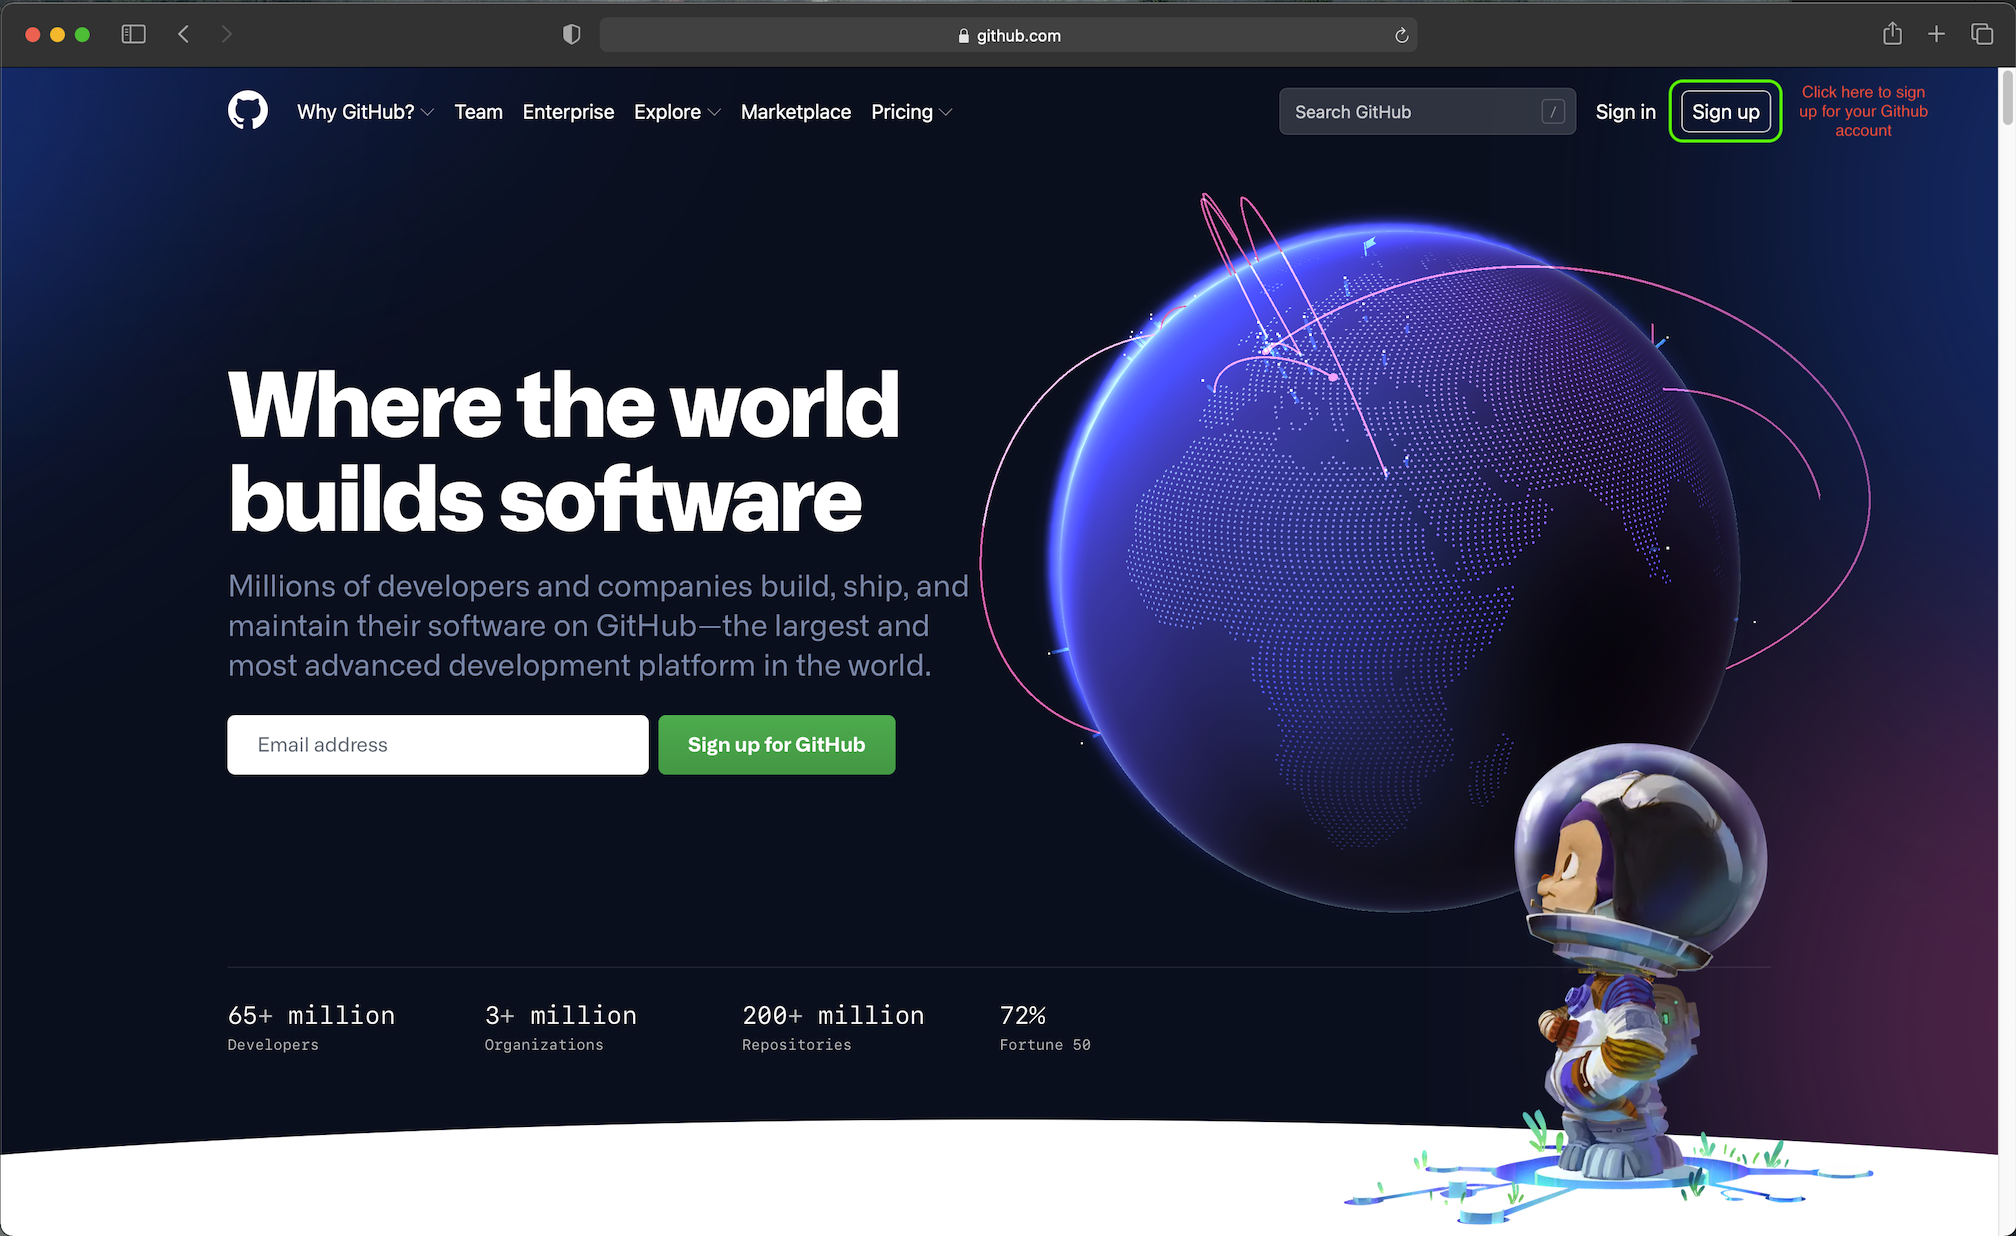 github.com
Why GitHub? Team Enterprise Explore Marketplace Pricing
Search GitHub /
Sign in
Sign up
Click here to sign
up for your Github
account
Where the world
builds software
Millions of developers and companies build, ship, and
maintain their software on GitHub—the largest and
most advanced development platform in the world.
Email address
Sign up for GitHub
65+ million
Developers
3+ million
Organizations
200+ million
Repositories
72%
Fortune 50